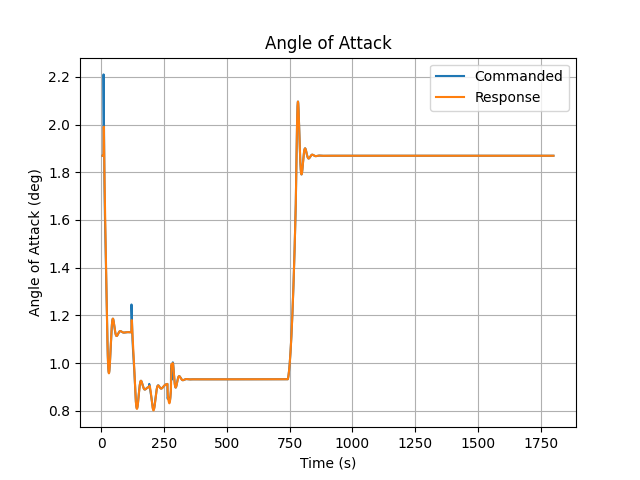 Angle of Attack
Commanded
Response
Angle of Attack (deg)
2.2
2.0
1.8
1.6
1.4
1.2
1.0
0.8
0 250 500 750 1000 1250 1500 1750
Time (s)